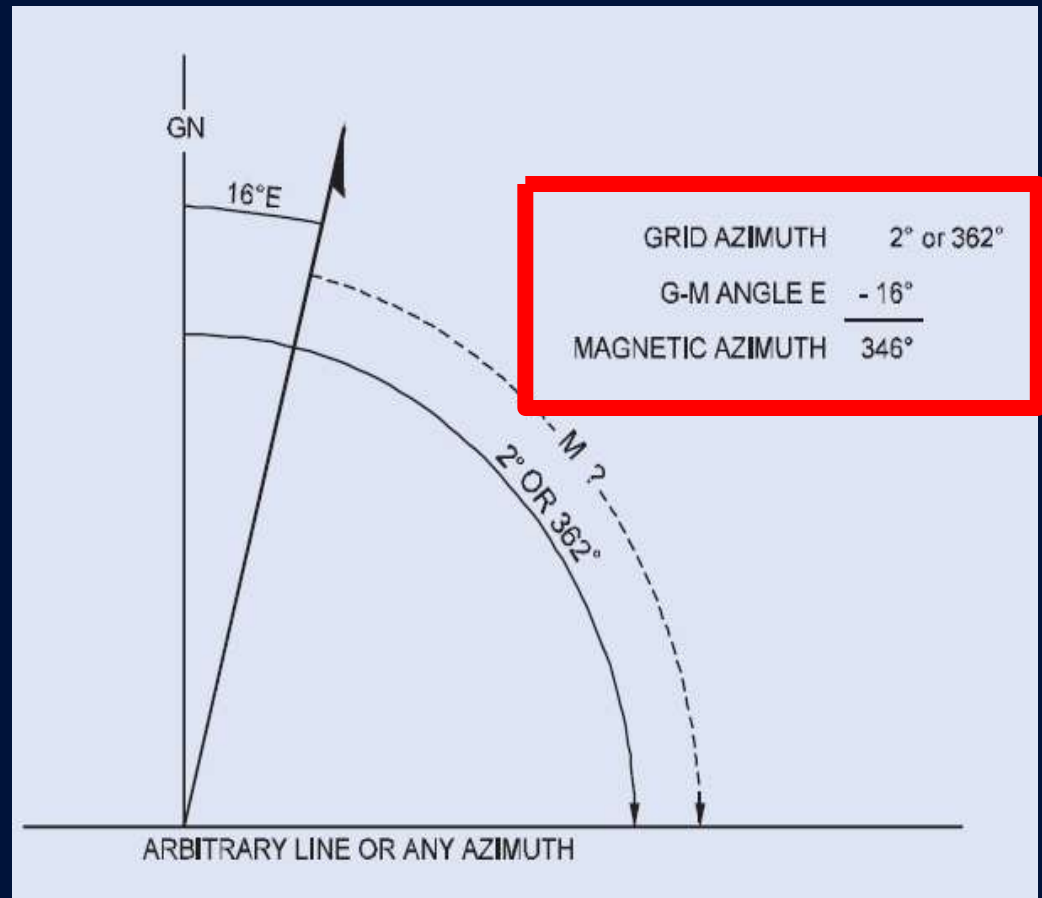 GN
16°E
GRID AZIMUTH 2° or 362°
G-M ANGLE E - 16°
MAGNETIC AZIMUTH 346°
M ?
2° OR 362°
ARBITRARY LINE OR ANY AZIMUTH